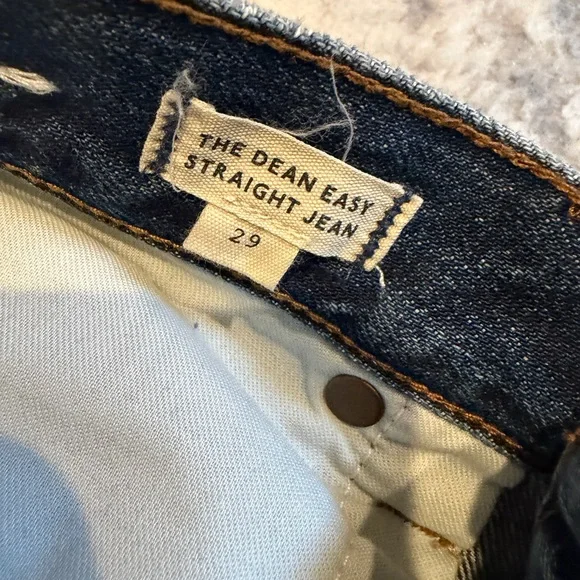 THE DEAN EASY
STRAIGHT JEAN
29